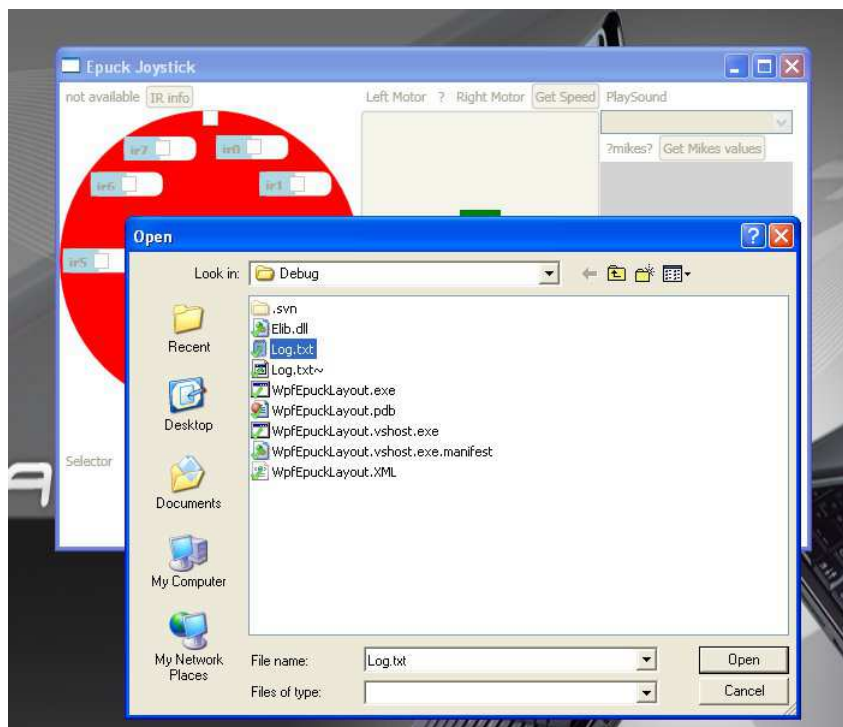 Epuck Joystick
not available IR info Left Motor ? Right Motor Get Speed PlaySound
ir7 ir0 ?mikes? Get Mikes values
ir6 ir1
ir5
Selector
Open
Look in: Debug
.svn
Elib.dll
Log.txt
Log.txt~
WpfEpuckLayout.exe
WpfEpuckLayout.pdb
WpfEpuckLayout.vshost.exe
WpfEpuckLayout.vshost.exe.manifest
WpfEpuckLayout.XML
Recent
Desktop
Documents
My Computer
My Network
Places
File name: Log.txt Open
Files of type: Cancel